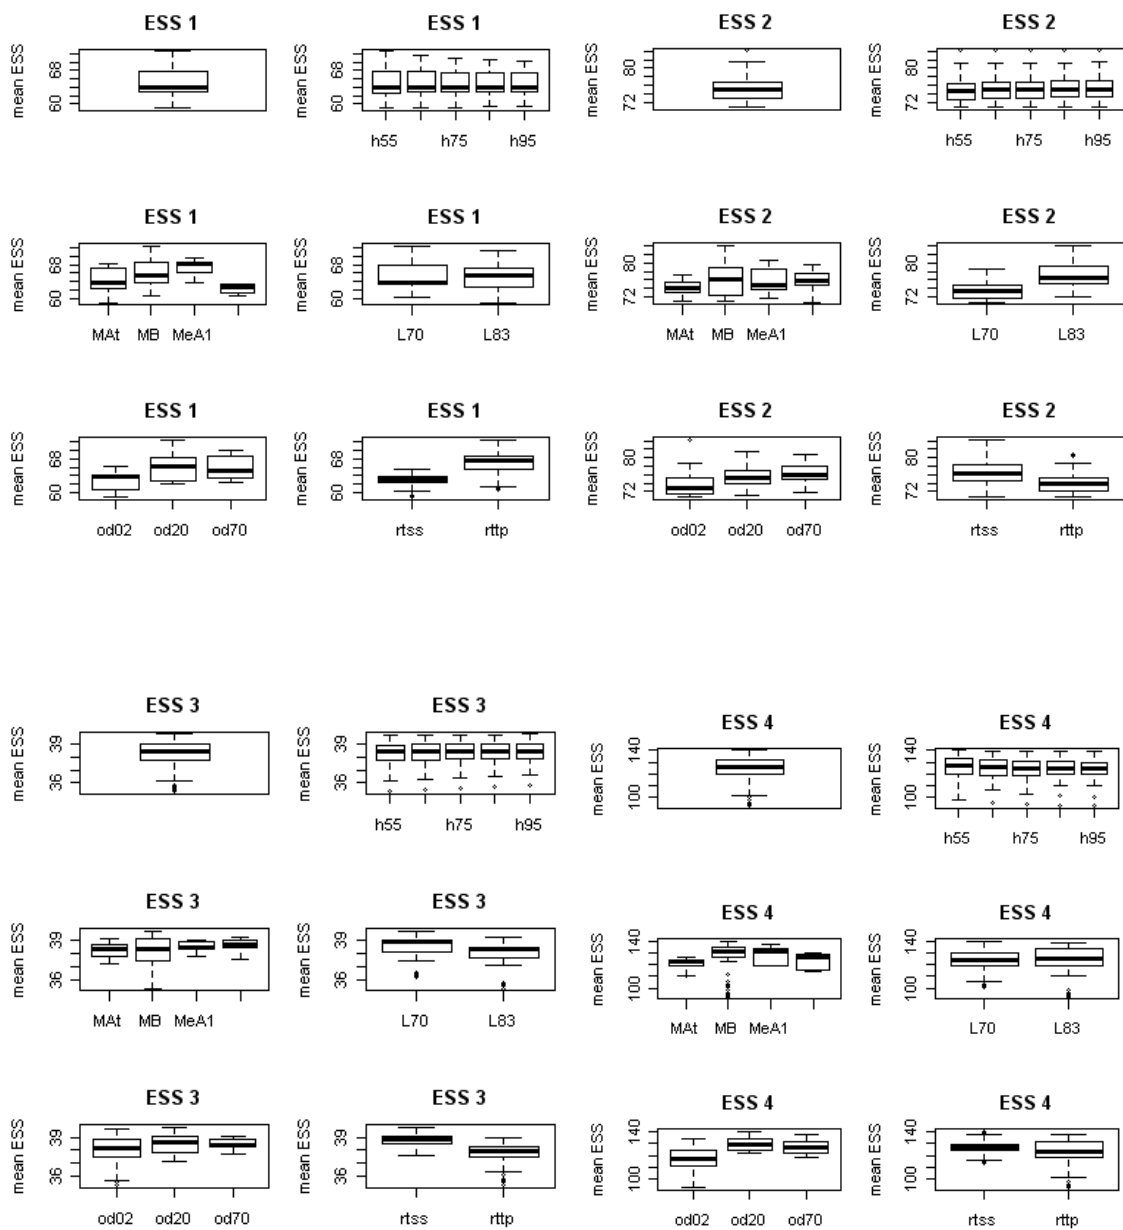 ESS 1
mean ESS
60 68
ESS 1
mean ESS
60 68
h55 h75 h95
ESS 2
mean ESS
72 80
ESS 2
mean ESS
72 80
h55 h75 h95
ESS 1
mean ESS
60 68
MAt MB MeA1
ESS 1
mean ESS
60 68
L70 L83
ESS 2
mean ESS
72 80
MAt MB MeA1
ESS 2
mean ESS
72 80
L70 L83
ESS 1
mean ESS
60 68
od02 od20 od70
ESS 1
mean ESS
60 68
rtss rttp
ESS 2
mean ESS
72 80
od02 od20 od70
ESS 2
mean ESS
72 80
rtss rttp
ESS 3
mean ESS
36 39
ESS 3
mean ESS
36 39
h55 h75 h95
ESS 4
mean ESS
100 140
ESS 4
mean ESS
100 140
h55 h75 h95
ESS 3
mean ESS
36 39
MAt MB MeA1
ESS 3
mean ESS
36 39
L70 L83
ESS 4
mean ESS
100 140
MAt MB MeA1
ESS 4
mean ESS
100 140
L70 L83
ESS 3
mean ESS
36 39
od02 od20 od70
ESS 3
mean ESS
36 39
rtss rttp
ESS 4
mean ESS
100 140
od02 od20 od70
ESS 4
mean ESS
100 140
rtss rttp